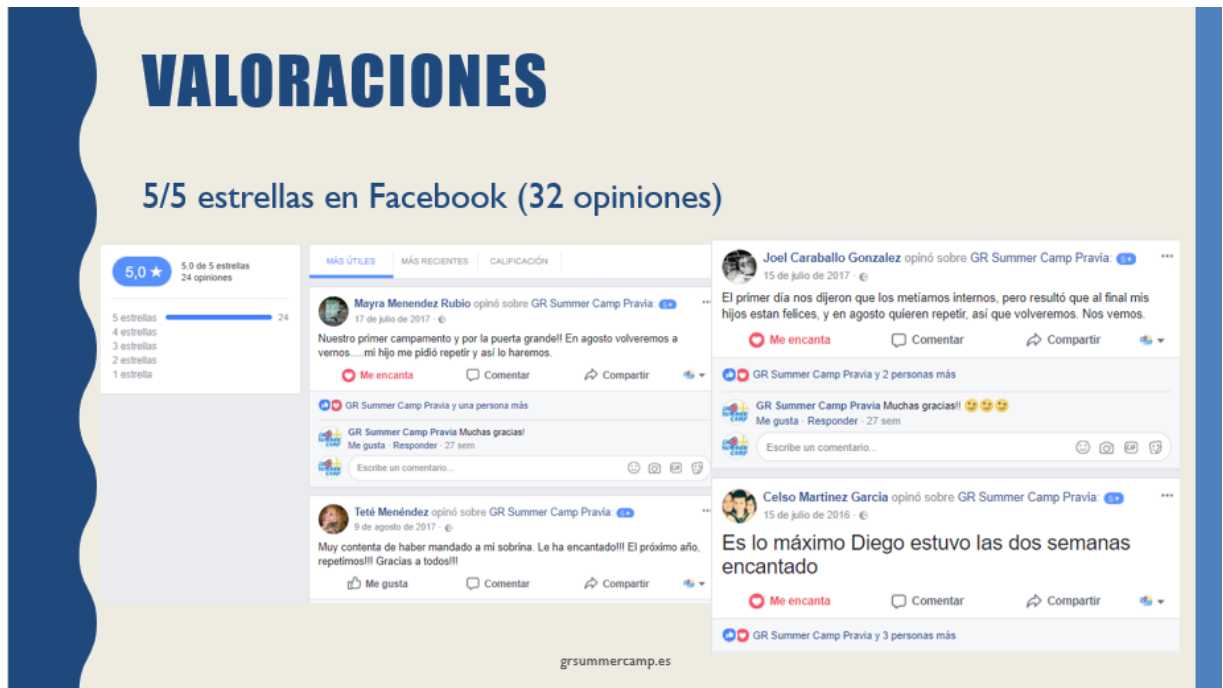 VALORACIONES
5/5 estrellas en Facebook (32 opiniones)
5,0 ★
5,0 de 5 estrellas
24 opiniones
5 estrellas 24
4 estrellas
3 estrellas
2 estrellas
1 estrella
MÁS ÚTILES MÁS RECIENTES CALIFICACIÓN
Mayra Menendez Rubio opinó sobre GR Summer Camp Pravia: 5★
17 de julio de 2017 ·
Nuestro primer campamento y por la puerta grande!! En agosto volveremos a
vernos.....mi hijo me pidió repetir y así lo haremos.
Me encanta Comentar Compartir
GR Summer Camp Pravia y una persona más
GR Summer Camp Pravia Muchas gracias!
Me gusta · Responder · 27 sem
Escribe un comentario...
Teté Menéndez opinó sobre GR Summer Camp Pravia: 5★
9 de agosto de 2017 ·
Muy contenta de haber mandado a mi sobrina. Le ha encantado!!! El próximo año,
repetimos!!! Gracias a todos!!!
Me gusta Comentar Compartir
Joel Caraballo Gonzalez opinó sobre GR Summer Camp Pravia: 5★
15 de julio de 2017 ·
El primer día nos dijeron que los metíamos internos, pero resultó que al final mis
hijos estan felices, y en agosto quieren repetir, así que volveremos. Nos vemos.
Me encanta Comentar Compartir
GR Summer Camp Pravia y 2 personas más
GR Summer Camp Pravia Muchas gracias!!
Me gusta · Responder · 27 sem
Escribe un comentario...
Celso Martinez Garcia opinó sobre GR Summer Camp Pravia: 5★
15 de julio de 2016 ·
Es lo máximo Diego estuvo las dos semanas
encantado
Me encanta Comentar Compartir
GR Summer Camp Pravia y 3 personas más
grsummercamp.es